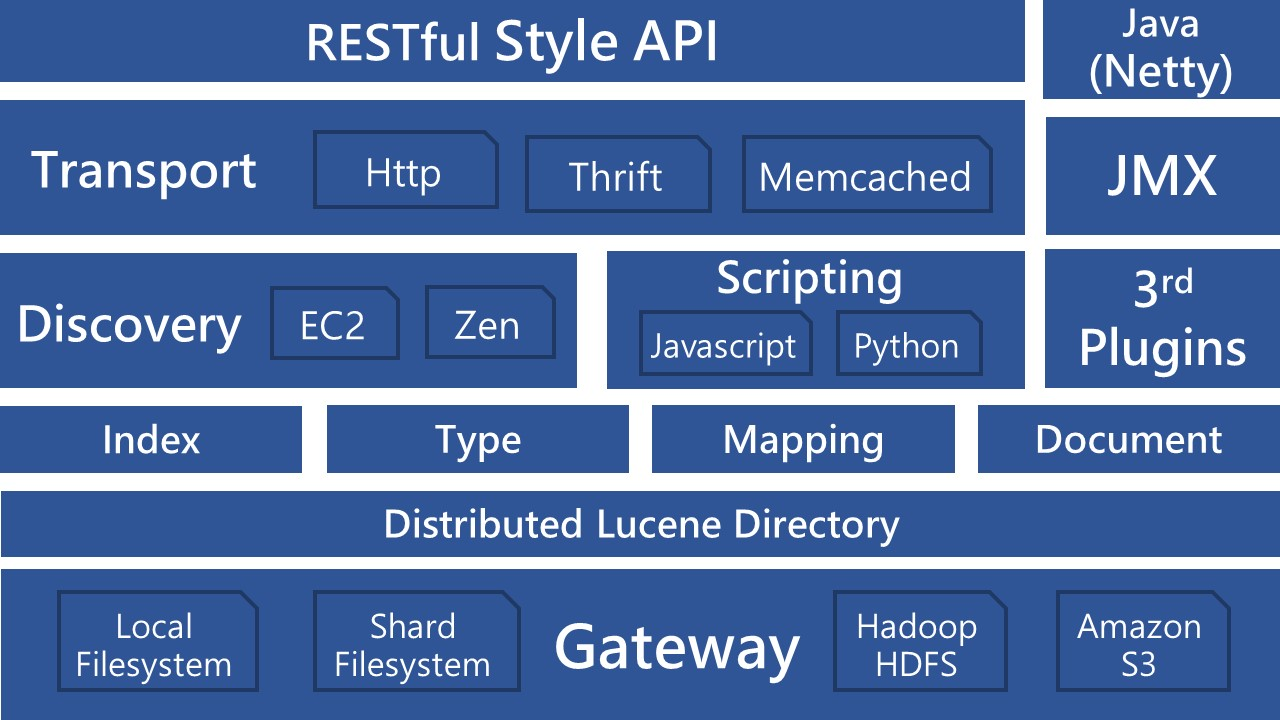 RESTful Style API
Java
(Netty)
Transport
Http
Thrift
Memcached
JMX
Discovery
EC2
Zen
Scripting
Javascript
Python
3rd
Plugins
Index
Type
Mapping
Document
Distributed Lucene Directory
Local
Filesystem
Shard
Filesystem
Gateway
Hadoop
HDFS
Amazon
S3